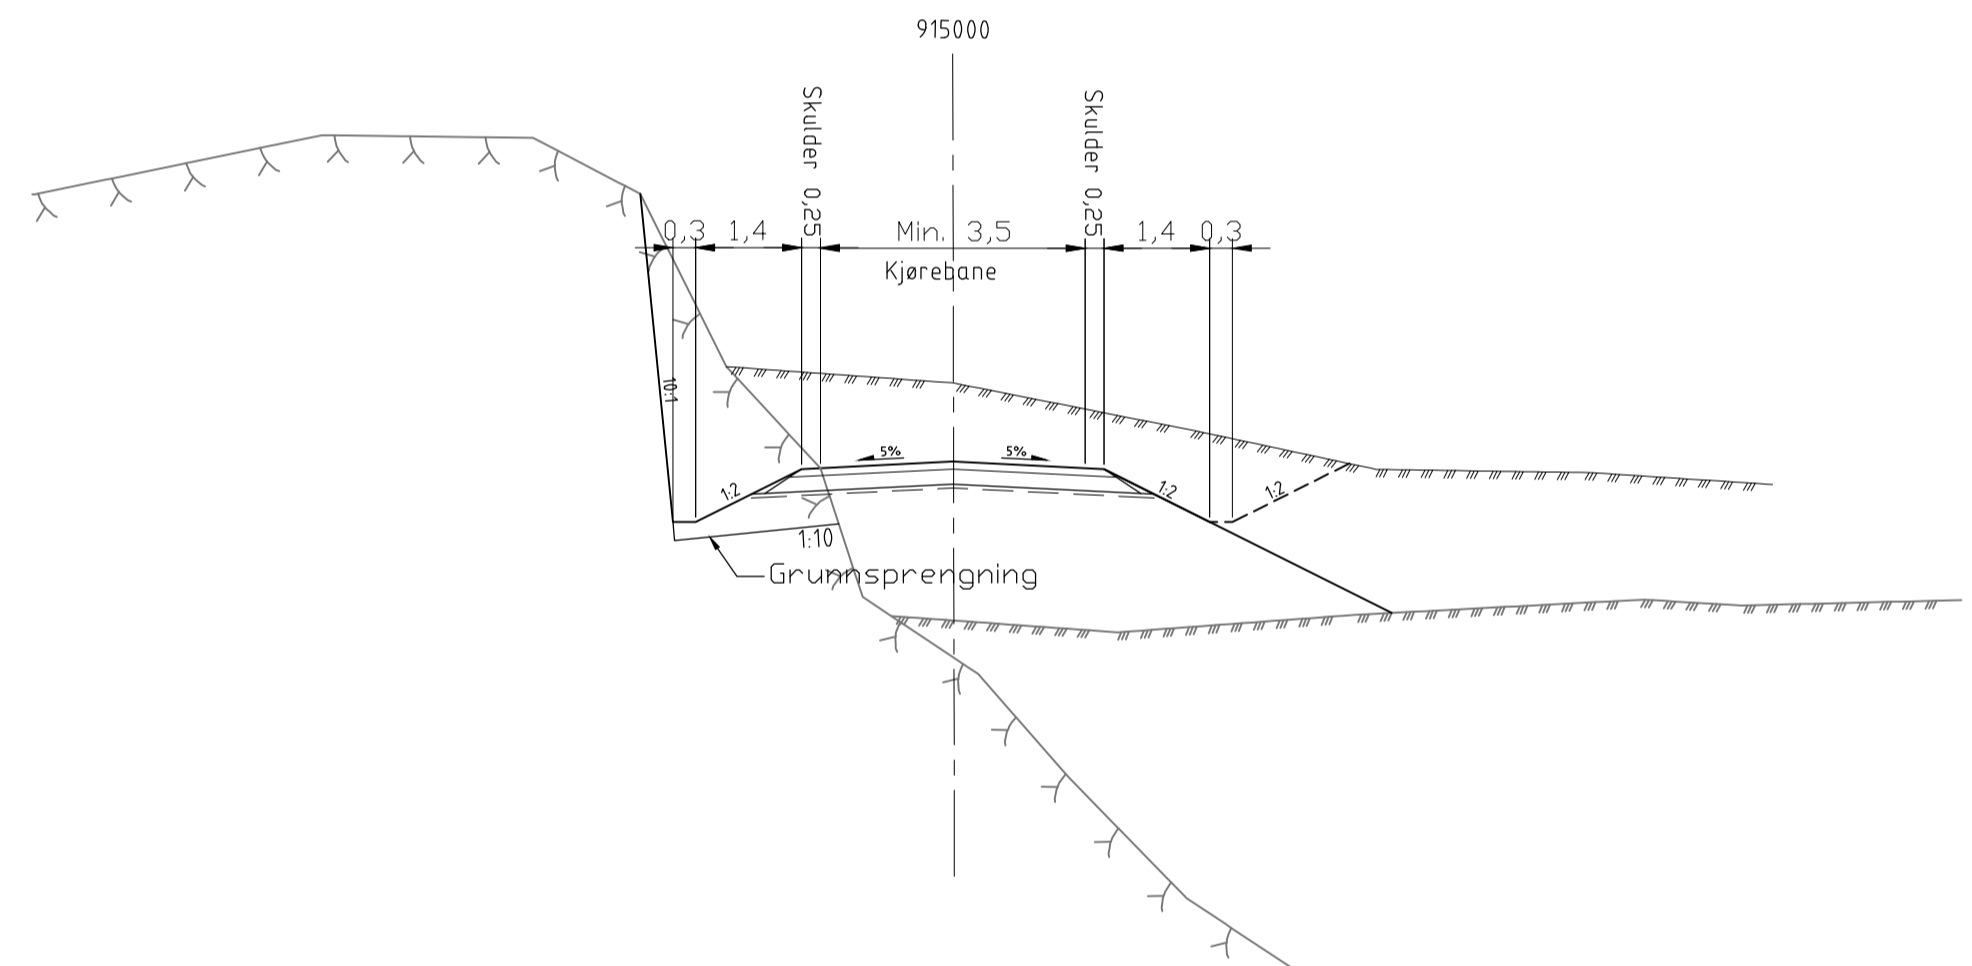 915000
Skulder 0,25
Skulder 0,25
0,3 1,4 Min. 3,5 1,4 0,3
Kjørebane
10:1
5% 5%
1:2 1:2 1:2
1:10
Grunnsprengning